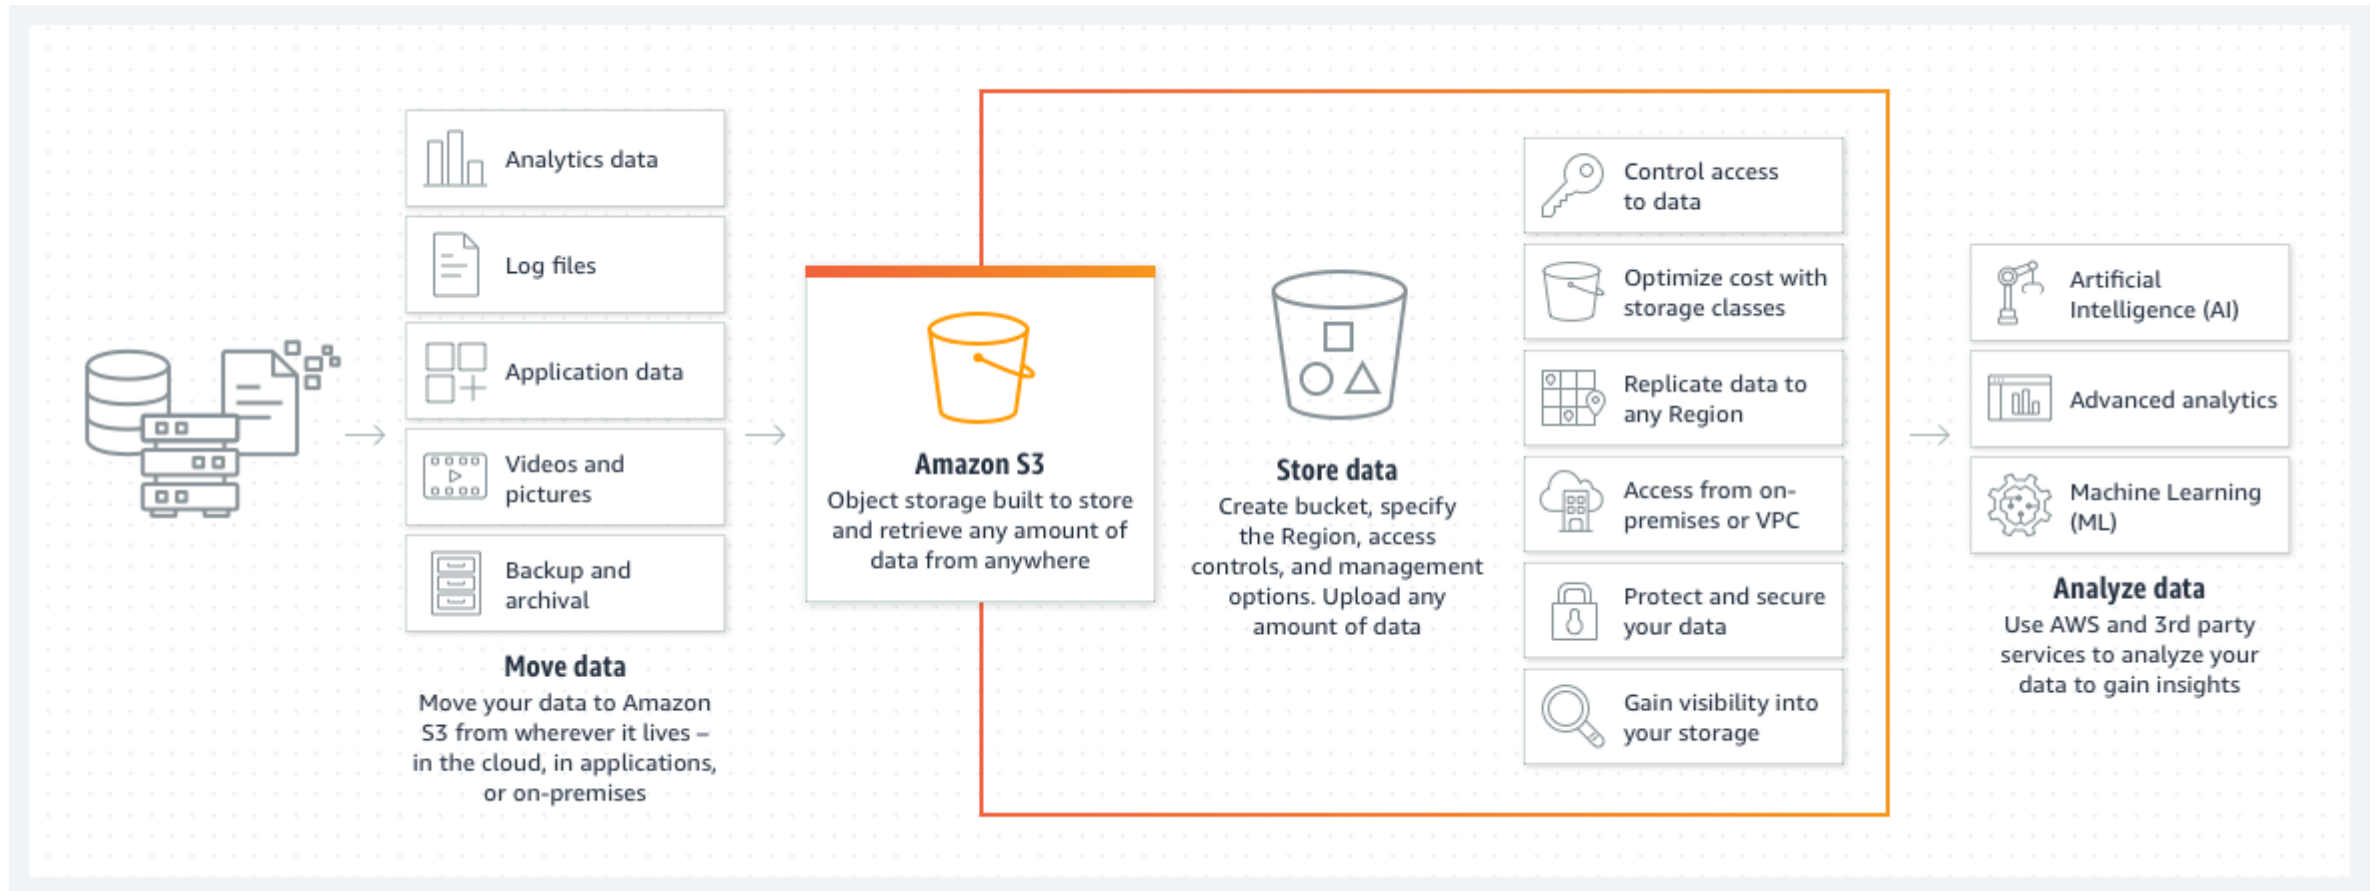 Analytics data
Log files
Application data
Videos and
pictures
Backup and
archival
Move data
Move your data to Amazon
S3 from wherever it lives –
in the cloud, in applications,
or on-premises
Amazon S3
Object storage built to store
and retrieve any amount of
data from anywhere
Store data
Create bucket, specify
the Region, access
controls, and management
options. Upload any
amount of data
Control access
to data
Optimize cost with
storage classes
Replicate data to
any Region
Access from on-
premises or VPC
Protect and secure
your data
Gain visibility into
your storage
Artificial
Intelligence (AI)
Advanced analytics
Machine Learning
(ML)
Analyze data
Use AWS and 3rd party
services to analyze your
data to gain insights